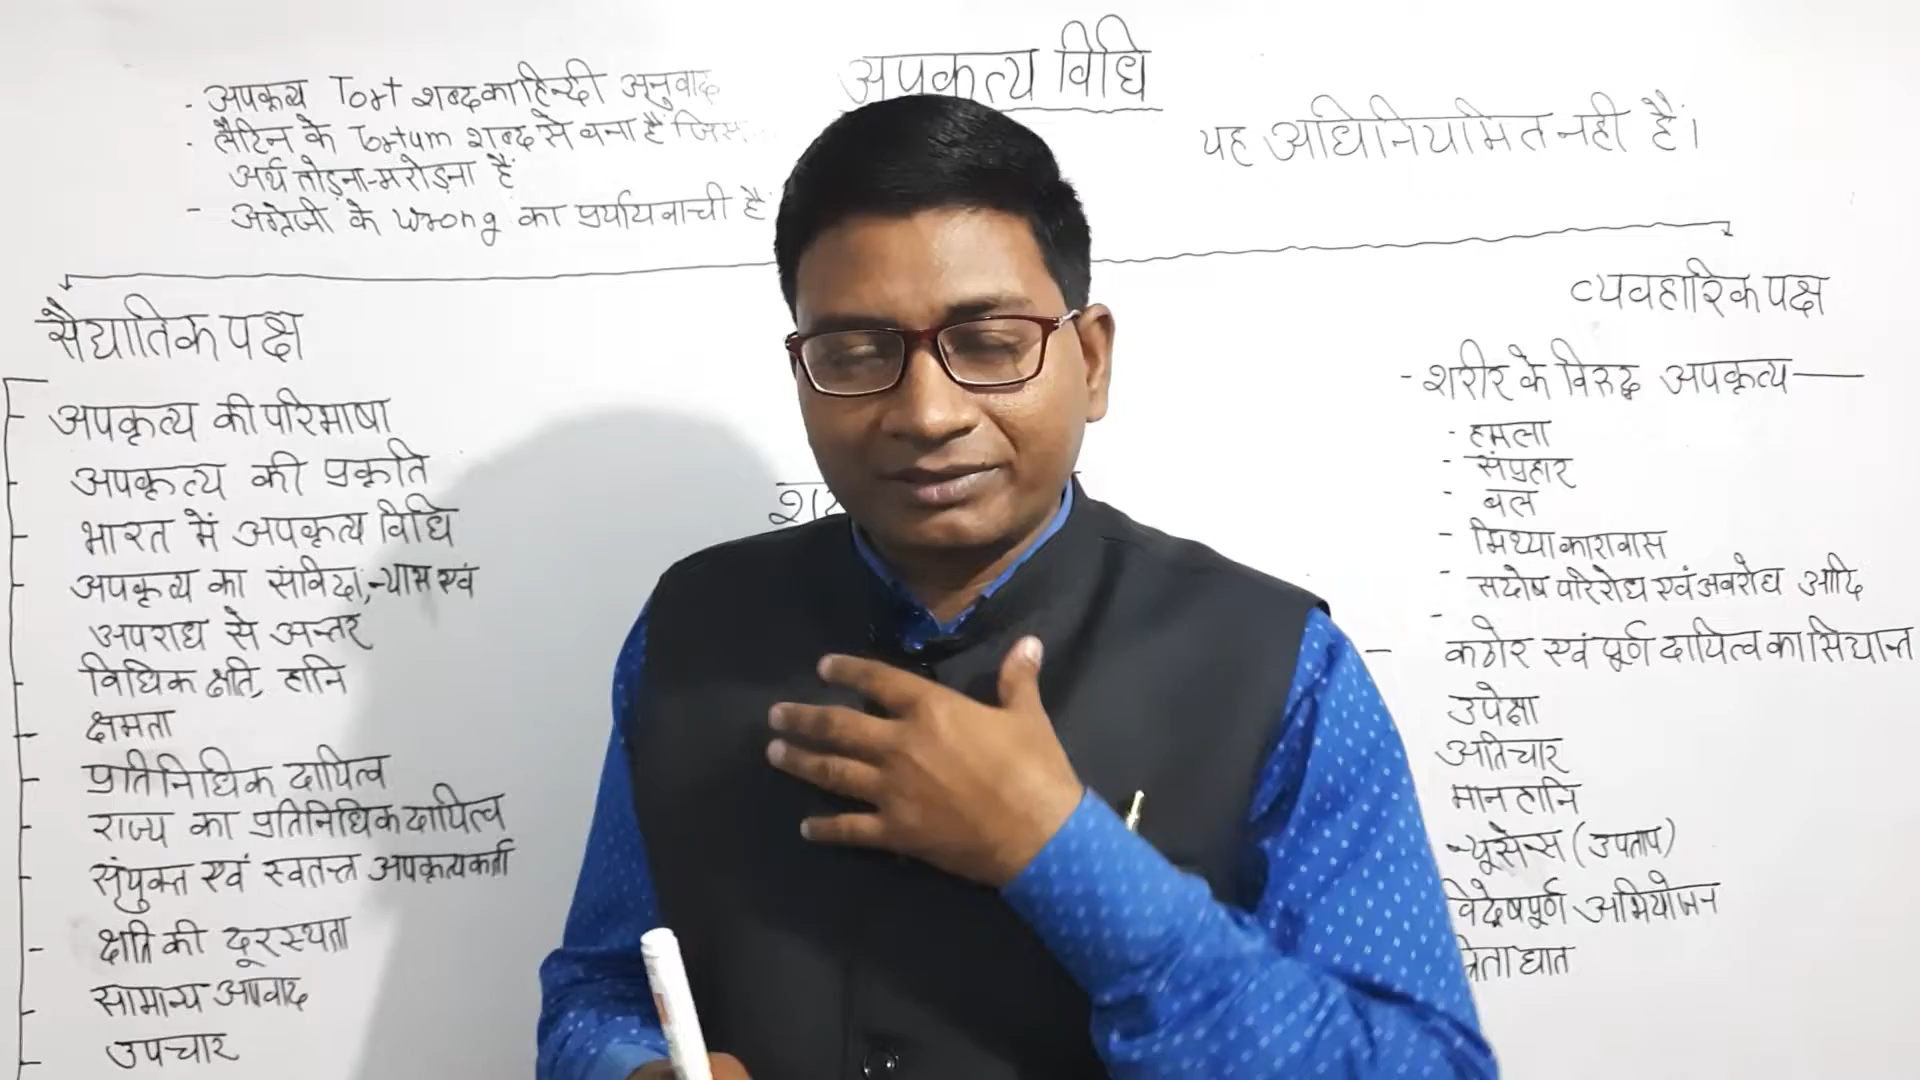 अपकृत्य विधि
- अपकृत्य Tort शब्द का हिन्दी अनुवाद
- लैटिन के Tortum शब्द से बना है जिस
अर्थ तोड़ना-मरोड़ना है
- अंग्रेजी के wrong का पर्यायवाची है
यह अधिनियमित नही है।
सैद्यातिक पक्ष
अपकृत्य की परिभाषा
अपकृत्य की प्रकृति
भारत में अपकृत्य विधि
अपकृत्य का संविदा, न्यास एवं
अपराध से अन्तर
विधिक क्षति, हानि
क्षमता
प्रतिनिधिक दायित्व
राज्य का प्रतिनिधिक दायित्व
संयुक्त एवं स्वतन्त्र अपकृत्यकर्ता
क्षति की दूरस्थता
सामान्य अपवाद
उपचार
व्यवहारिक पक्ष
- शरीर के विरुद्ध अपकृत्य
- हमला
- संप्रहार
- बल
- मिथ्या कारावास
- सदोष परिरोध एवं अवरोध आदि
- कठोर एवं पूर्ण दायित्व का सिद्यान्त
उपेक्षा
अतिचार
मानहानि
न्यूसेन्स (उपताप)
विद्वेषपूर्ण अभियोजन